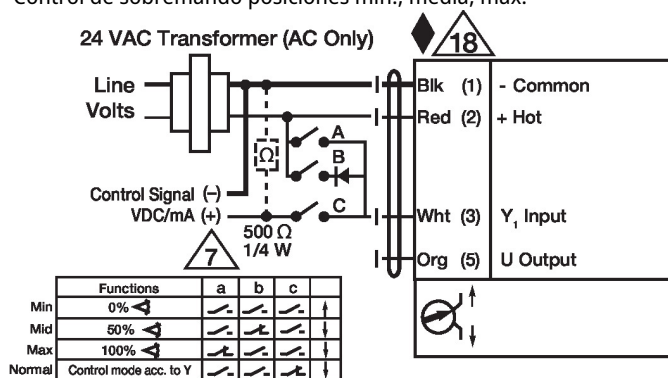 Control de sobremando posiciones mín., media, máx.
24 VAC Transformer (AC Only)
18
Line
Volts
Blk (1) - Common
Red (2) + Hot
A
B
Ω
Control Signal (–)
VDC/mA (+)
C
Wht (3) Y1 Input
500 Ω
1/4 W
7
Org (5) U Output
Functions a b c
Min 0%
Mid 50%
Max 100%
Normal Control mode acc. to Y